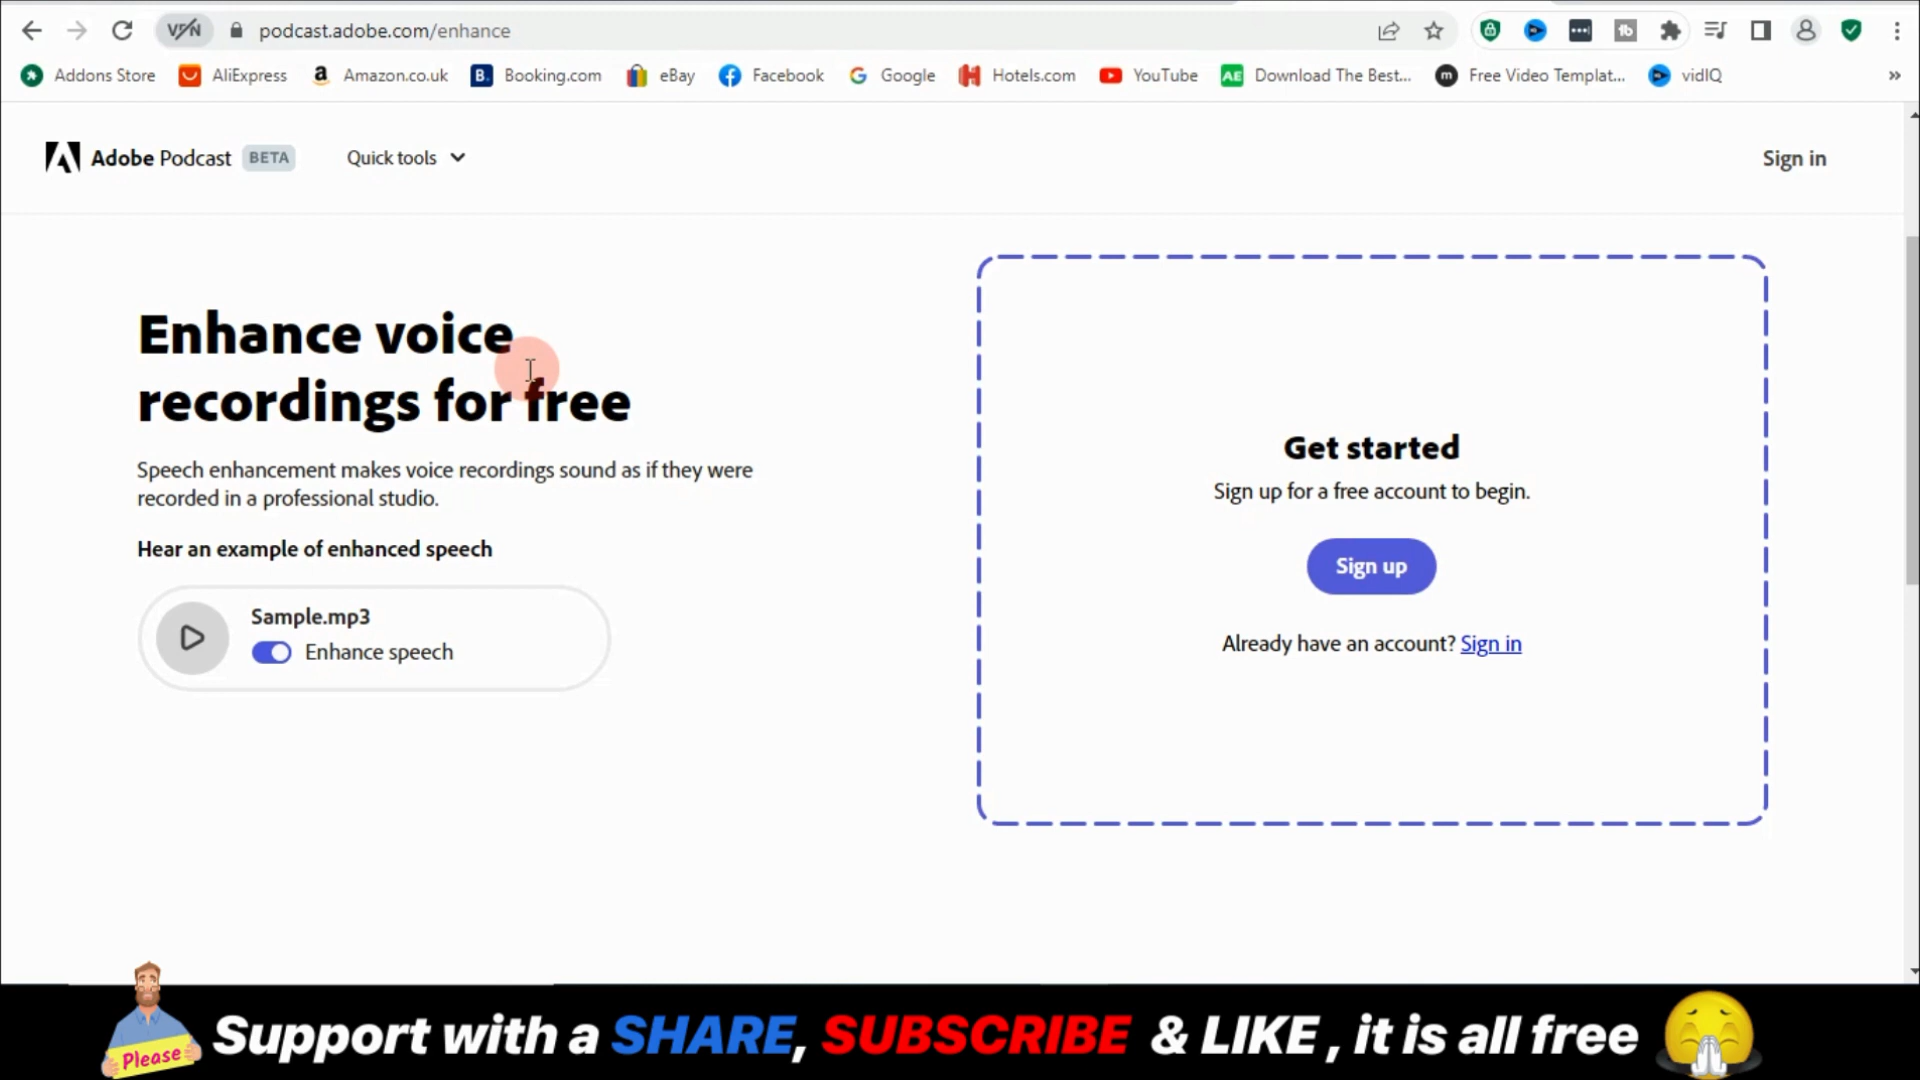 VPN podcast.adobe.com/enhance
Addons Store AliExpress Amazon.co.uk Booking.com eBay Facebook Google Hotels.com YouTube Download The Best... Free Video Templat... vidIQ »
Adobe Podcast BETA Quick tools Sign in
Enhance voice
recordings for free
Speech enhancement makes voice recordings sound as if they were
recorded in a professional studio.
Hear an example of enhanced speech
Sample.mp3
Enhance speech
Get started
Sign up for a free account to begin.
Sign up
Already have an account? Sign in
Please
Support with a SHARE, SUBSCRIBE & LIKE , it is all free